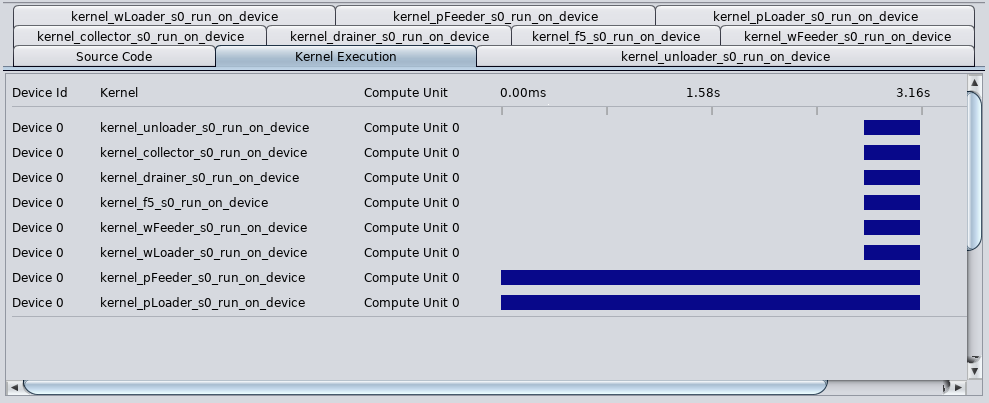 kernel_wLoader_s0_run_on_device kernel_pFeeder_s0_run_on_device kernel_pLoader_s0_run_on_device
kernel_collector_s0_run_on_device kernel_drainer_s0_run_on_device kernel_f5_s0_run_on_device kernel_wFeeder_s0_run_on_device
Source Code Kernel Execution kernel_unloader_s0_run_on_device
Device Id Kernel Compute Unit 0.00ms 1.58s 3.16s
Device 0 kernel_unloader_s0_run_on_device Compute Unit 0
Device 0 kernel_collector_s0_run_on_device Compute Unit 0
Device 0 kernel_drainer_s0_run_on_device Compute Unit 0
Device 0 kernel_f5_s0_run_on_device Compute Unit 0
Device 0 kernel_wFeeder_s0_run_on_device Compute Unit 0
Device 0 kernel_wLoader_s0_run_on_device Compute Unit 0
Device 0 kernel_pFeeder_s0_run_on_device Compute Unit 0
Device 0 kernel_pLoader_s0_run_on_device Compute Unit 0